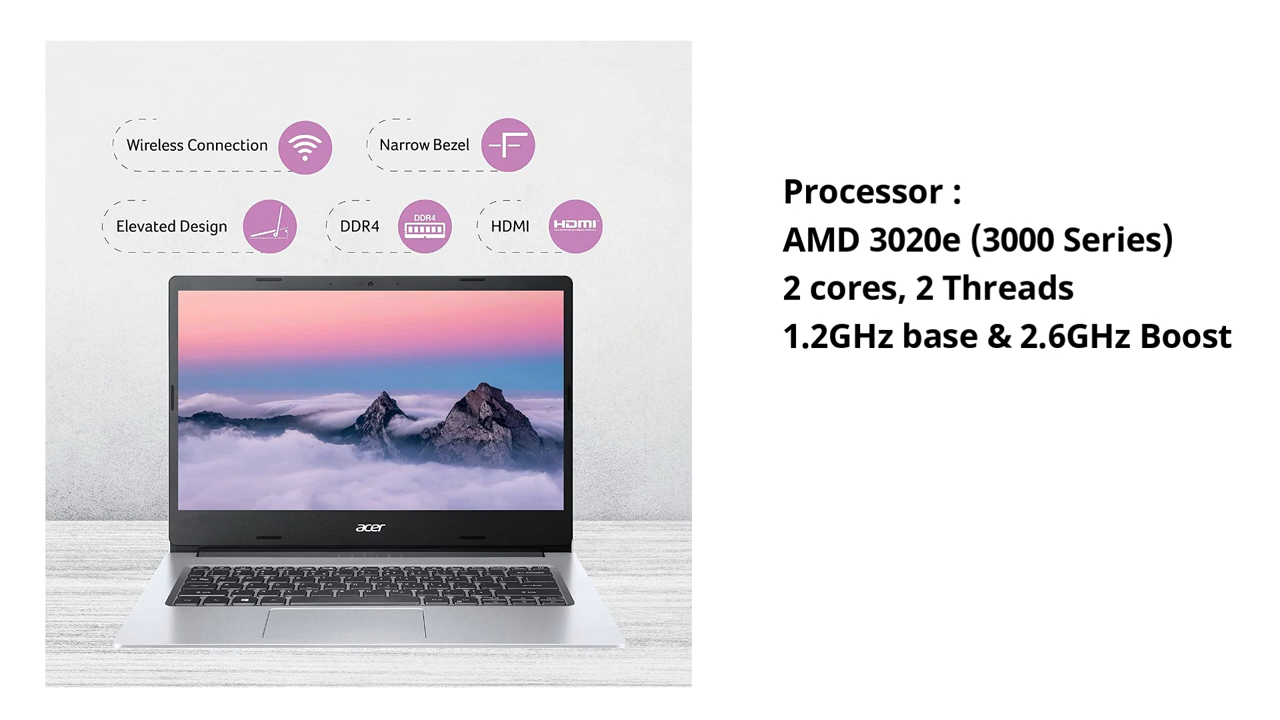 Wireless Connection
Narrow Bezel
Elevated Design
DDR4
DDR4
HDMI
HDMI
acer
Processor :
AMD 3020e (3000 Series)
2 cores, 2 Threads
1.2GHz base & 2.6GHz Boost